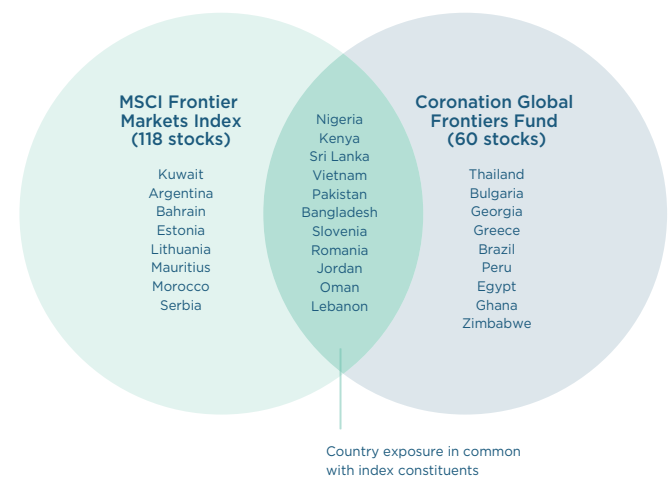 MSCI Frontier
Markets Index
(118 stocks)
Kuwait
Argentina
Bahrain
Estonia
Lithuania
Mauritius
Morocco
Serbia
Nigeria
Kenya
Sri Lanka
Vietnam
Pakistan
Bangladesh
Slovenia
Romania
Jordan
Oman
Lebanon
Coronation Global
Frontiers Fund
(60 stocks)
Thailand
Bulgaria
Georgia
Greece
Brazil
Peru
Egypt
Ghana
Zimbabwe
Country exposure in common
with index constituents